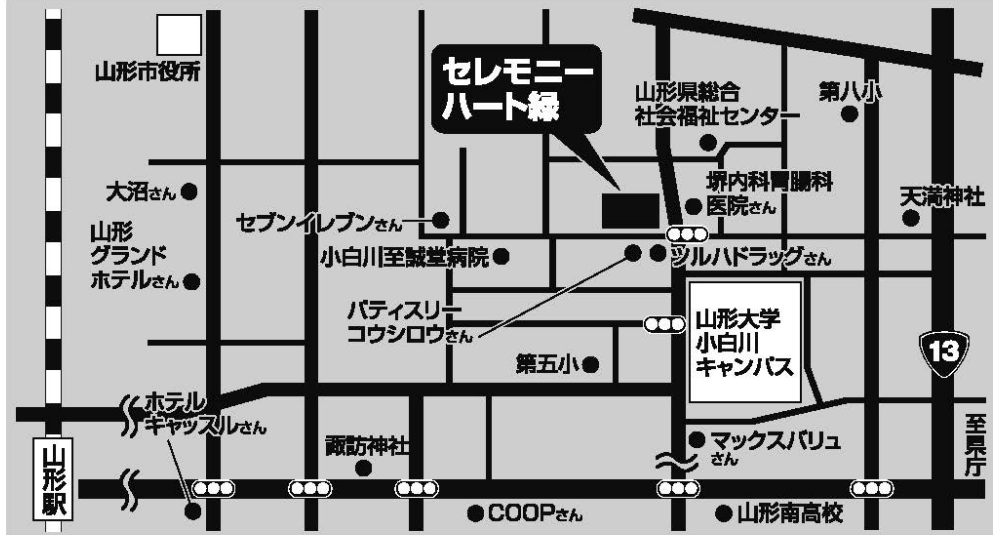 山形市役所
セレモニー
ハート緑
山形県総合
社会福祉センター
第八小
大沼さん
セブンイレブンさん
堺内科胃腸科
医院さん
天満神社
山形
グランド
ホテルさん
小白川至誠堂病院
ツルハドラッグさん
パティスリー
コウシロウさん
山形大学
小白川
キャンパス
13
第五小
ホテル
キャッスルさん
諏訪神社
マックスバリュ
さん
至県庁
山形駅
COOPさん
山形南高校